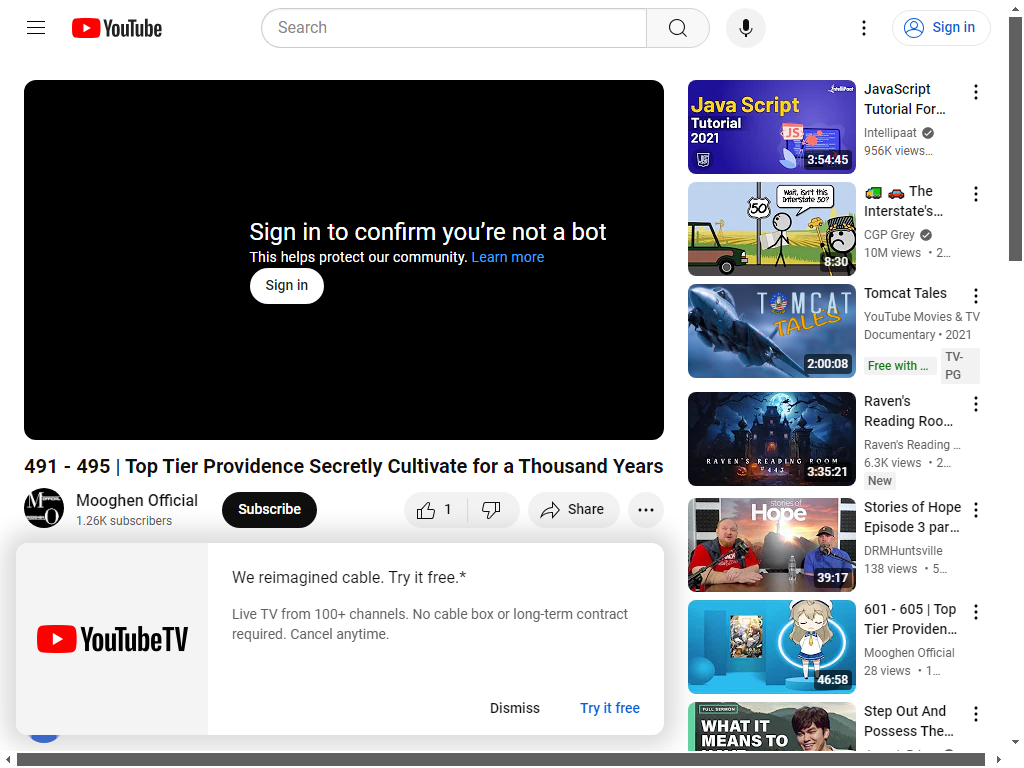 YouTube
Search
Sign in
Sign in to confirm you’re not a bot
This helps protect our community. Learn more
Sign in
491 - 495 | Top Tier Providence Secretly Cultivate for a Thousand Years
Mooghen Official
1.26K subscribers
Subscribe
1
Share
We reimagined cable. Try it free.*
Live TV from 100+ channels. No cable box or long-term contract
required. Cancel anytime.
YouTubeTV
Dismiss
Try it free
Intellipaat
Java Script
Tutorial
2021
JS
3:54:45
JavaScript
Tutorial For...
Intellipaat
956K views...
50
Wait, isn't this
Interstate 50?
8:30
The
Interstate's...
CGP Grey
10M views • 2...
TOMCAT
TALES
2:00:08
Tomcat Tales
YouTube Movies & TV
Documentary • 2021
Free with ...
TV-
PG
RAVEN'S READING ROOM
#443
3:35:21
Raven's
Reading Roo...
Raven's Reading ...
6.3K views • 2...
New
stories of
Hope
39:17
Stories of Hope
Episode 3 par...
DRMHuntsville
138 views • 5...
46:58
601 - 605 | Top
Tier Providen...
Mooghen Official
28 views • 1...
FULL SERMON
WHAT IT
MEANS TO
Step Out And
Possess The...